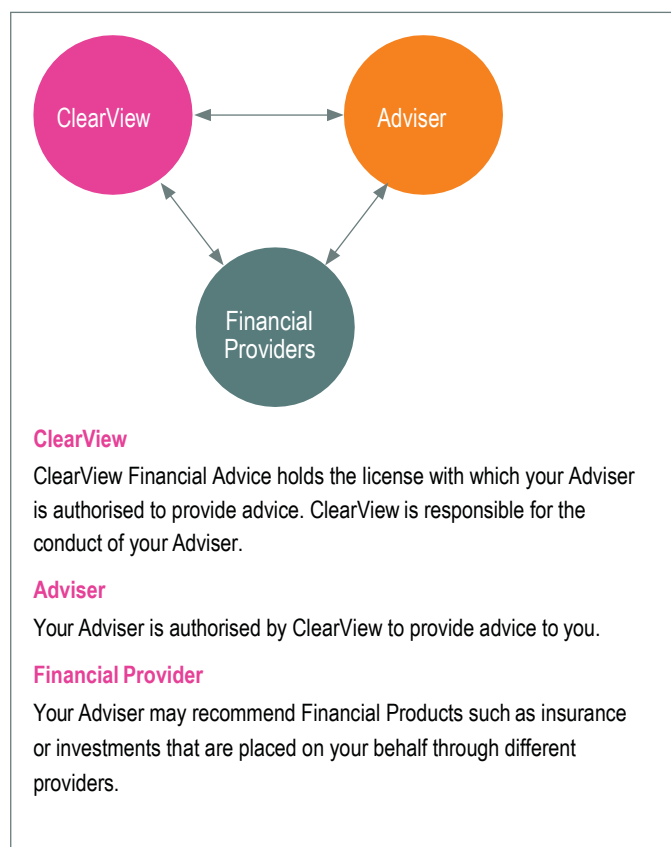 ClearView
Adviser
Financial
Providers
ClearView
ClearView Financial Advice holds the license with which your Adviser
is authorised to provide advice. ClearView is responsible for the
conduct of your Adviser.
Adviser
Your Adviser is authorised by ClearView to provide advice to you.
Financial Provider
Your Adviser may recommend Financial Products such as insurance
or investments that are placed on your behalf through different
providers.